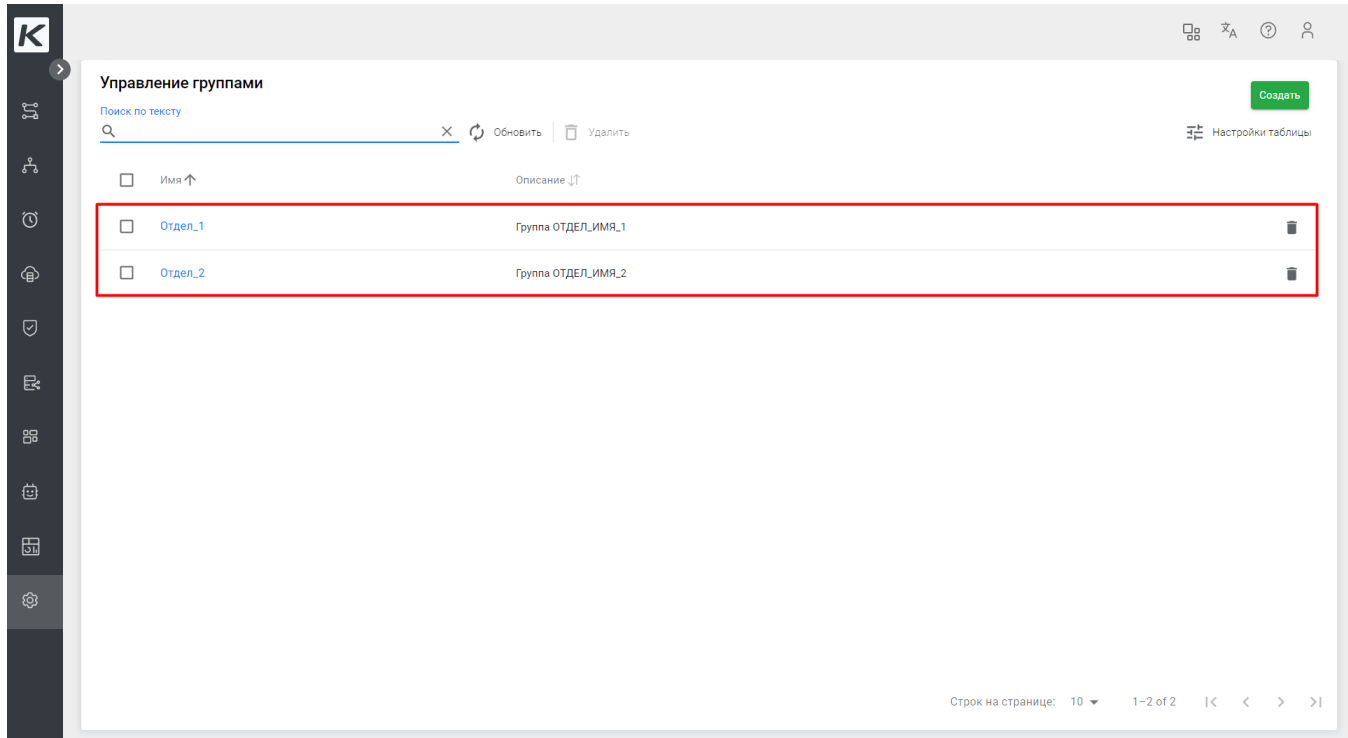 K
Управление группами
Создать
Поиск по тексту
Обновить Удалить Настройки таблицы
Имя Описание
Отдел_1 Группа ОТДЕЛ_ИМЯ_1
Отдел_2 Группа ОТДЕЛ_ИМЯ_2
Строк на странице: 10 1-2 of 2